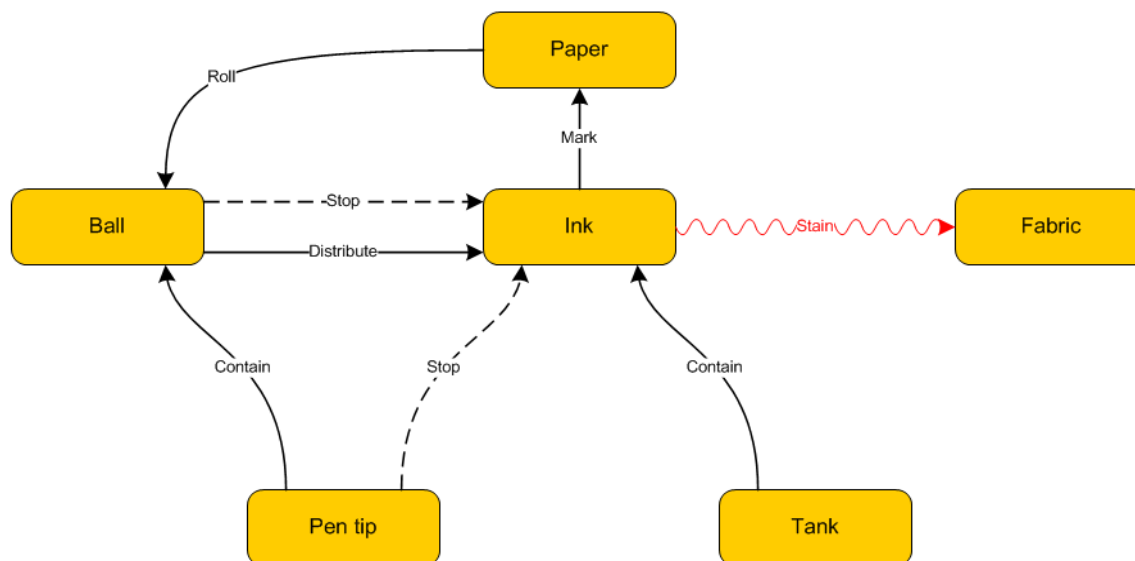 Paper
Roll
Mark
Ball
Stop
Ink
Stain
Fabric
Distribute
Contain
Stop
Contain
Pen tip
Tank